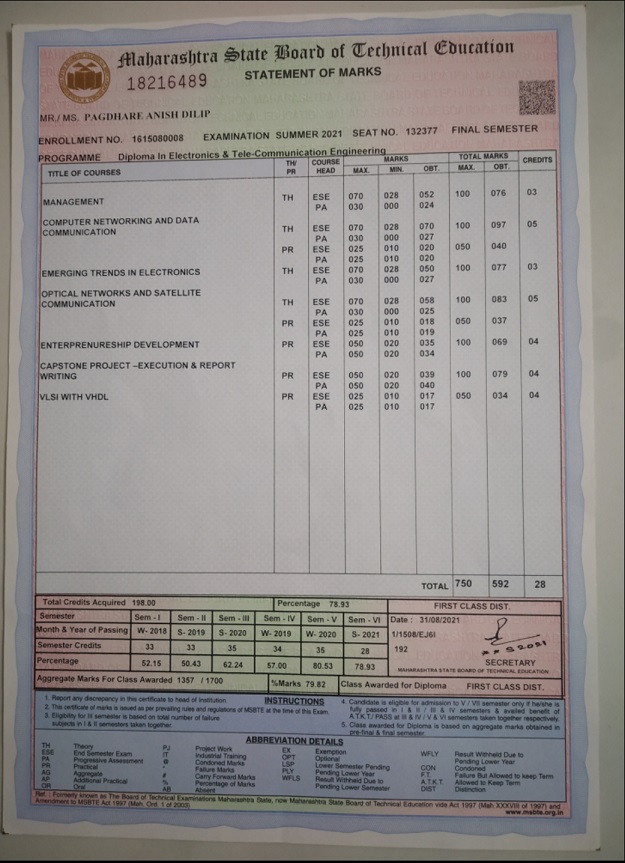 Maharashtra State Board of Technical Education
18216489
STATEMENT OF MARKS
MR./ MS. PAGDHARE ANISH DILIP
ENROLLMENT NO. 1615080008 EXAMINATION SUMMER 2021 SEAT NO. 132377 FINAL SEMESTER
PROGRAMME Diploma In Electronics & Tele-Communication Engineering
TITLE OF COURSES TH/ PR COURSE HEAD MARKS MAX. MIN. OBT. TOTAL MARKS MAX. OBT. CREDITS
MANAGEMENT TH ESE 070 028 052 100 076 03
PA 030 000 024
COMPUTER NETWORKING AND DATA
COMMUNICATION TH ESE 070 028 070 100 097 05
PA 030 000 027
PR ESE 025 010 020 050 040
PA 025 010 020
EMERGING TRENDS IN ELECTRONICS TH ESE 070 028 050 100 077 03
PA 030 000 027
OPTICAL NETWORKS AND SATELLITE
COMMUNICATION TH ESE 070 028 058 100 083 05
PA 030 000 025
PR ESE 025 010 018 050 037
PA 025 010 019
ENTERPRENURESHIP DEVELOPMENT PR ESE 050 020 035 100 069 04
PA 050 020 034
CAPSTONE PROJECT –EXECUTION & REPORT
WRITING PR ESE 050 020 039 100 079 04
PA 050 020 040
VLSI WITH VHDL PR ESE 025 010 017 050 034 04
PA 025 010 017
TOTAL 750 592 28
Total Credits Acquired 198.00 Percentage 78.93 FIRST CLASS DIST.
Semester Sem - I Sem - II Sem - III Sem - IV Sem - V Sem - VI Date : 31/08/2021
Month & Year of Passing W- 2018 S- 2019 S- 2020 W- 2019 W- 2020 S- 2021 1/1508/EJ6I
Semester Credits 33 33 35 34 35 28 192
Percentage 52.15 50.43 62.24 57.00 80.53 78.93 SECRETARY
MAHARASHTRA STATE BOARD OF TECHNICAL EDUCATION
Aggregate Marks For Class Awarded 1357 / 1700 %Marks 79.82 Class Awarded for Diploma FIRST CLASS DIST.
INSTRUCTIONS
1. Report any discrepancy in this certificate to head of institution.
2. This certificate of marks is issued as per prevailing rules and regulations of MSBTE at the time of this Exam.
3. Eligibility for III semester is based on total number of failure
subjects in I & II semesters taken together.
4. Candidate is eligible for admission to V / VII semester only if he/she is
fully passed in I & II / III & IV semesters & availed benefit of
A.T.K.T./ PASS at III & IV / V & VI semesters taken together respectively.
5. Class awarded for Diploma is based on aggregate marks obtained in
pre-final & final semester.
ABBREVIATION DETAILS
TH Theory PJ Project Work EX Exemption WFLY Result Withheld Due to
ESE End Semester Exam IT Industrial Training OPT Optional Pending Lower Year
PA Progressive Assessment @ Condoned Marks LSP Lower Semester Pending CON Condoned.
PR Practical * Failure Marks PLY Pending Lower Year F.T. Failure But Allowed to keep Term
AG Aggregate # Carry Forward Marks WFLS Result Withheld Due to A.T.K.T. Allowed to Keep Term
AP Additional Practical % Percentage of Marks Pending Lower Semester DIST Distinction
OR Oral AB Absent
Ref. : Formerly known as The Board of Technical Examinations Maharashtra State, now Maharashtra State Board of Technical Education vide Act 1997 (Mah XXXVIII of 1997) and
Amendment to MSBTE Act 1997 (Mah. Ord. 1 of 2003)
www.msbte.org.in